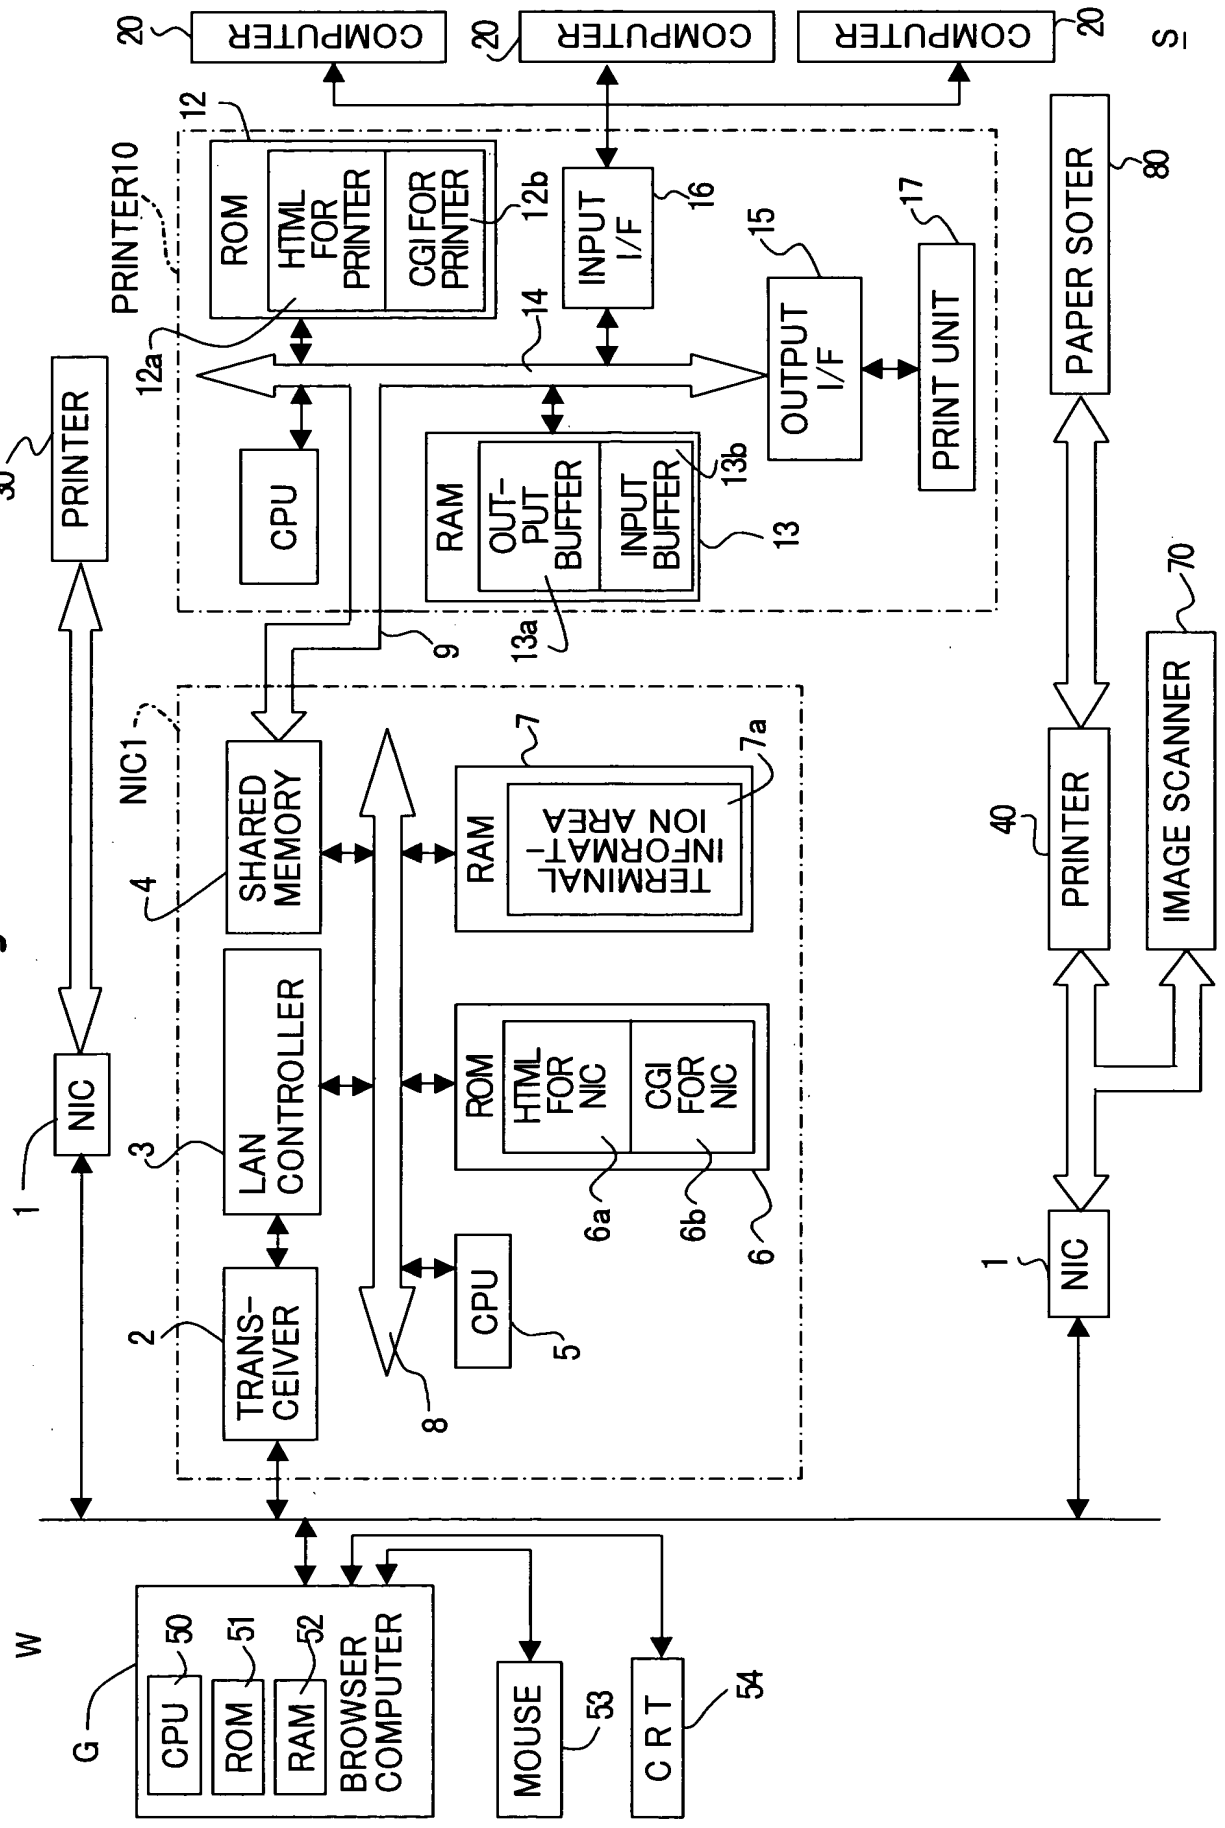 W
G
CPU
50
ROM
51
RAM
52
BROWSER
COMPUTER
MOUSE
53
C R T
54
1
NIC
30
PRINTER
NIC1
2
TRANS-
CEIVER
3
LAN
CONTROLLER
4
SHARED
MEMORY
8
CPU
5
ROM
HTML
FOR
NIC
CGI
FOR
NIC
6a
6b
6
RAM
7
TERMINAL
INFORMAT-
ION AREA
7a
9
PRINTER10
CPU
12
ROM
HTML
FOR
PRINTER
CGI FOR
PRINTER
12a
12b
14
RAM
OUT-
PUT
BUFFER
INPUT
BUFFER
13a
13b
13
INPUT
I/F
16
OUTPUT
I/F
15
PRINT UNIT
17
20
COMPUTER
20
COMPUTER
20
COMPUTER
1
NIC
40
PRINTER
IMAGE SCANNER
70
PAPER SOTER
80
S